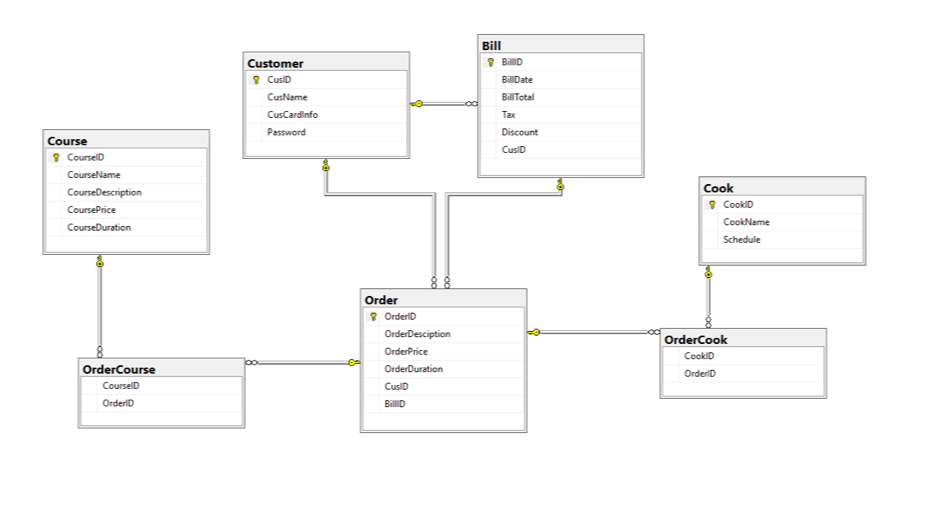 Customer
CusID
CusName
CusCardInfo
Password
Bill
BillID
BillDate
BillTotal
Tax
Discount
CusID
Course
CourseID
CourseName
CourseDescription
CoursePrice
CourseDuration
Cook
CookID
CookName
Schedule
Order
OrderID
OrderDesciption
OrderPrice
OrderDuration
CusID
BillID
OrderCourse
CourseID
OrderID
OrderCook
CookID
OrderID